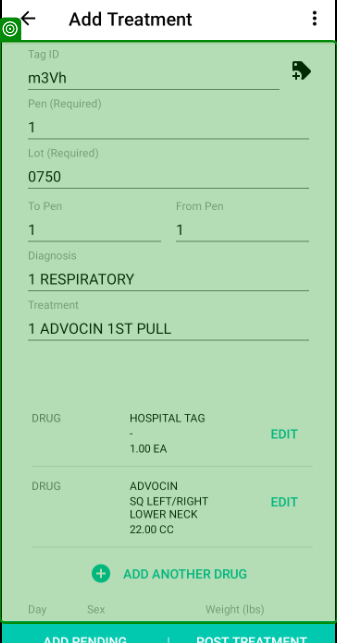 Add Treatment
Tag ID
m3Vh
Pen (Required)
1
Lot (Required)
0750
To Pen From Pen
1 1
Diagnosis
1 RESPIRATORY
Treatment
1 ADVOCIN 1ST PULL
DRUG HOSPITAL TAG
-
1.00 EA
EDIT
DRUG ADVOCIN
SQ LEFT/RIGHT
LOWER NECK
22.00 CC
EDIT
ADD ANOTHER DRUG
Day Sex Weight (lbs)
ADD PENDING POST TREATMENT